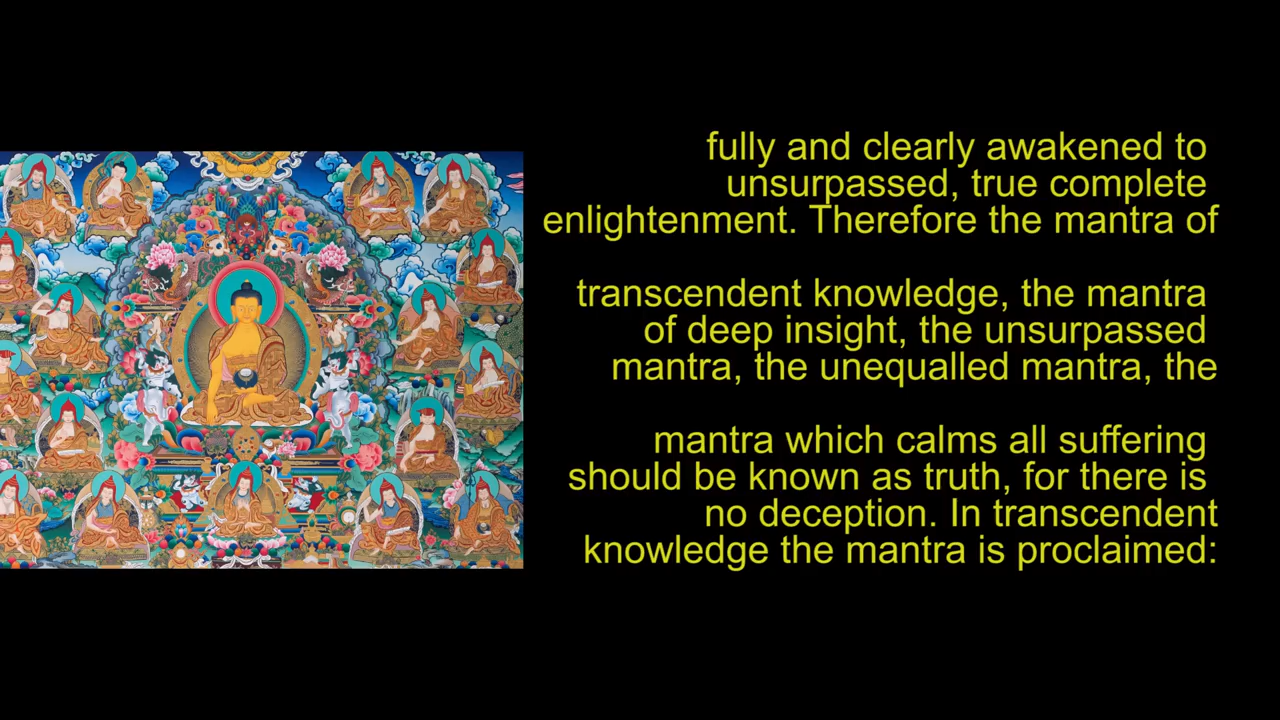 fully and clearly awakened to
unsurpassed, true complete
enlightenment. Therefore the mantra of
transcendent knowledge, the mantra
of deep insight, the unsurpassed
mantra, the unequalled mantra, the
mantra which calms all suffering
should be known as truth, for there is
no deception. In transcendent
knowledge the mantra is proclaimed: